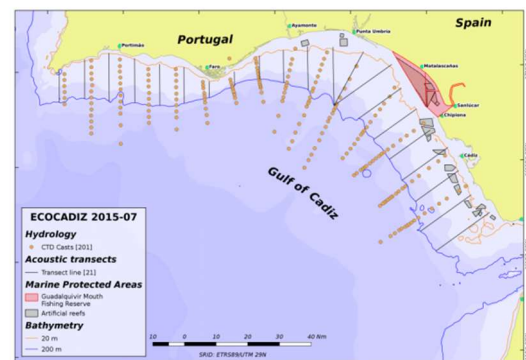 Spain
Ayamonte
Punta Umbria
Portugal
Portimão
Faro
Matalascañas
Sanlúcar
Chipiona
Cádiz
Gulf of Cadiz
ECOCADIZ 2015-07
Hydrology
CTD Casts [201]
Acoustic transects
Transect line [21]
Marine Protected Areas
Guadalquivir Mouth
Fishing Reserve
Artificial reefs
Bathymetry
20 m
200 m
10 0 10 20 30 40 Nm
SRID: ETRS89/UTM 29N